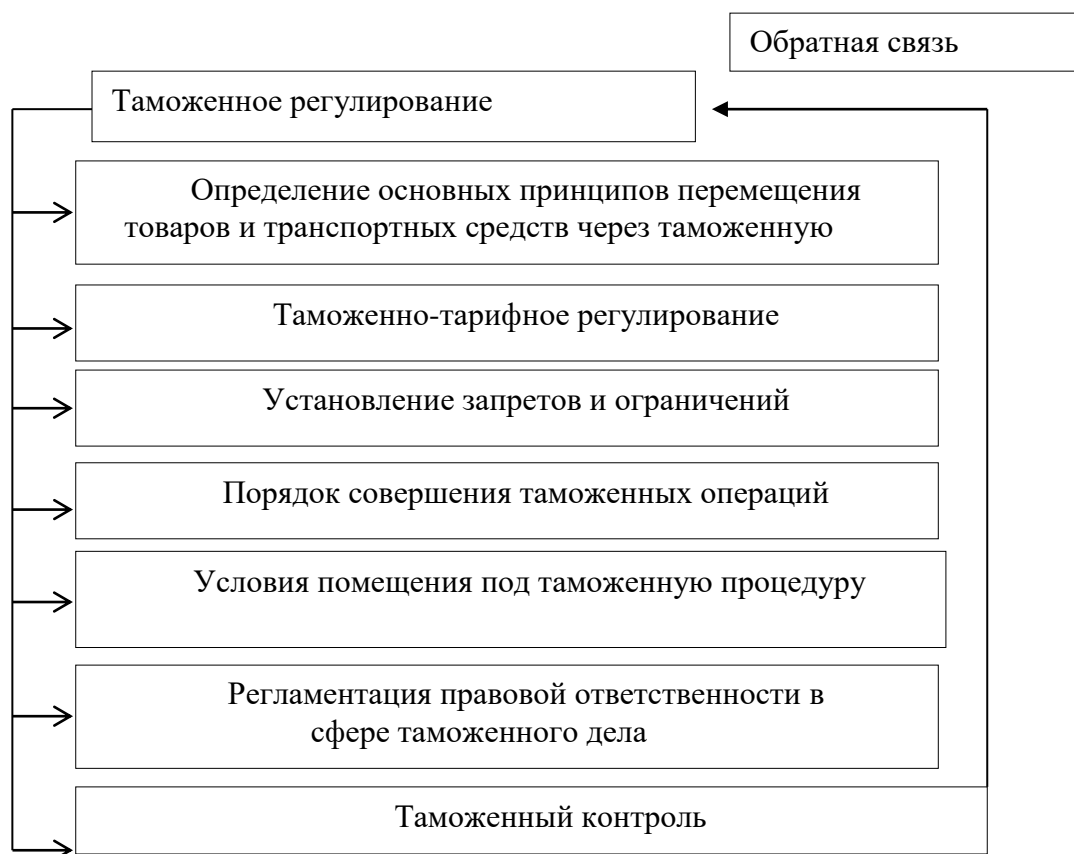 Обратная связь
Таможенное регулирование
Определение основных принципов перемещения
товаров и транспортных средств через таможенную
Таможенно-тарифное регулирование
Установление запретов и ограничений
Порядок совершения таможенных операций
Условия помещения под таможенную процедуру
Регламентация правовой ответственности в
сфере таможенного дела
Таможенный контроль